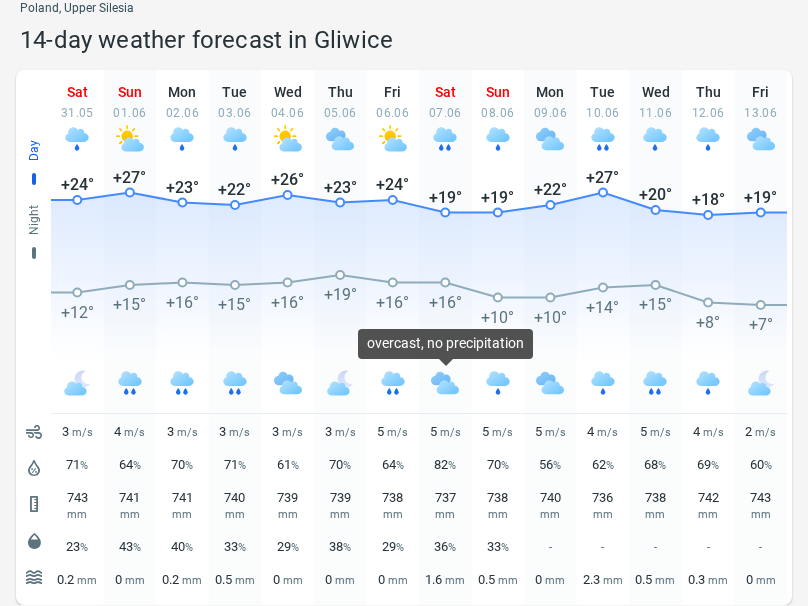 Poland, Upper Silesia
14-day weather forecast in Gliwice
Sat Sun Mon Tue Wed Thu Fri Sat Sun Mon Tue Wed Thu Fri
31.05 01.06 02.06 03.06 04.06 05.06 06.06 07.06 08.06 09.06 10.06 11.06 12.06 13.06
Day
+24° +27° +23° +22° +26° +23° +24° +19° +19° +22° +27° +20° +18° +19°
Night
+12° +15° +16° +15° +16° +19° +16° +16° +10° +10° +14° +15° +8° +7°
overcast, no precipitation
3 m/s 4 m/s 3 m/s 3 m/s 3 m/s 3 m/s 5 m/s 5 m/s 5 m/s 5 m/s 4 m/s 5 m/s 4 m/s 2 m/s
71% 64% 70% 71% 61% 70% 64% 82% 70% 56% 62% 68% 69% 60%
743 741 741 740 739 739 738 737 738 740 736 738 742 743
mm mm mm mm mm mm mm mm mm mm mm mm mm mm
23% 43% 40% 33% 29% 38% 29% 36% 33% - - - - -
0.2 mm 0 mm 0.2 mm 0.5 mm 0 mm 0 mm 0 mm 1.6 mm 0.5 mm 0 mm 2.3 mm 0.5 mm 0.3 mm 0 mm